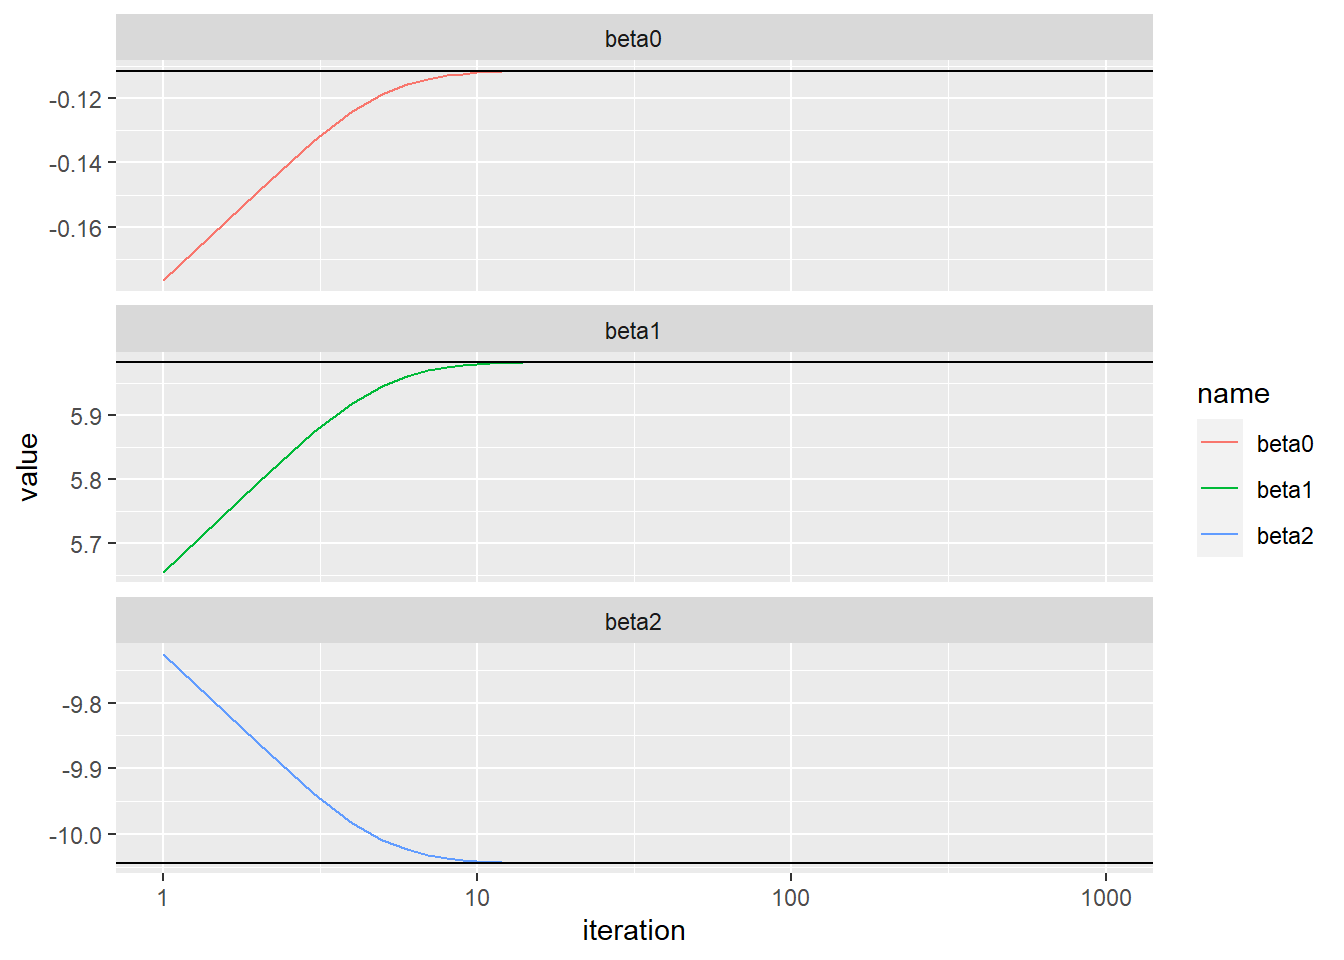 beta0
-0.12
-0.14
-0.16
beta1
5.9
5.8
5.7
beta2
-9.8
-9.9
-10.0
1 10 100 1000
iteration
value
name
beta0
beta1
beta2